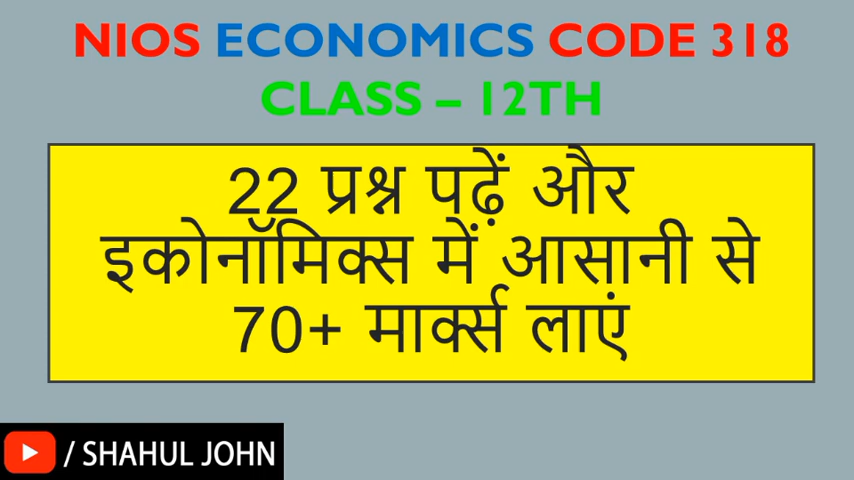 NIOS ECONOMICS CODE 318
CLASS – 12TH
22 प्रश्न पढ़ें और
इकोनॉमिक्स में आसानी से
70+ मार्क्स लाएं
/ SHAHUL JOHN